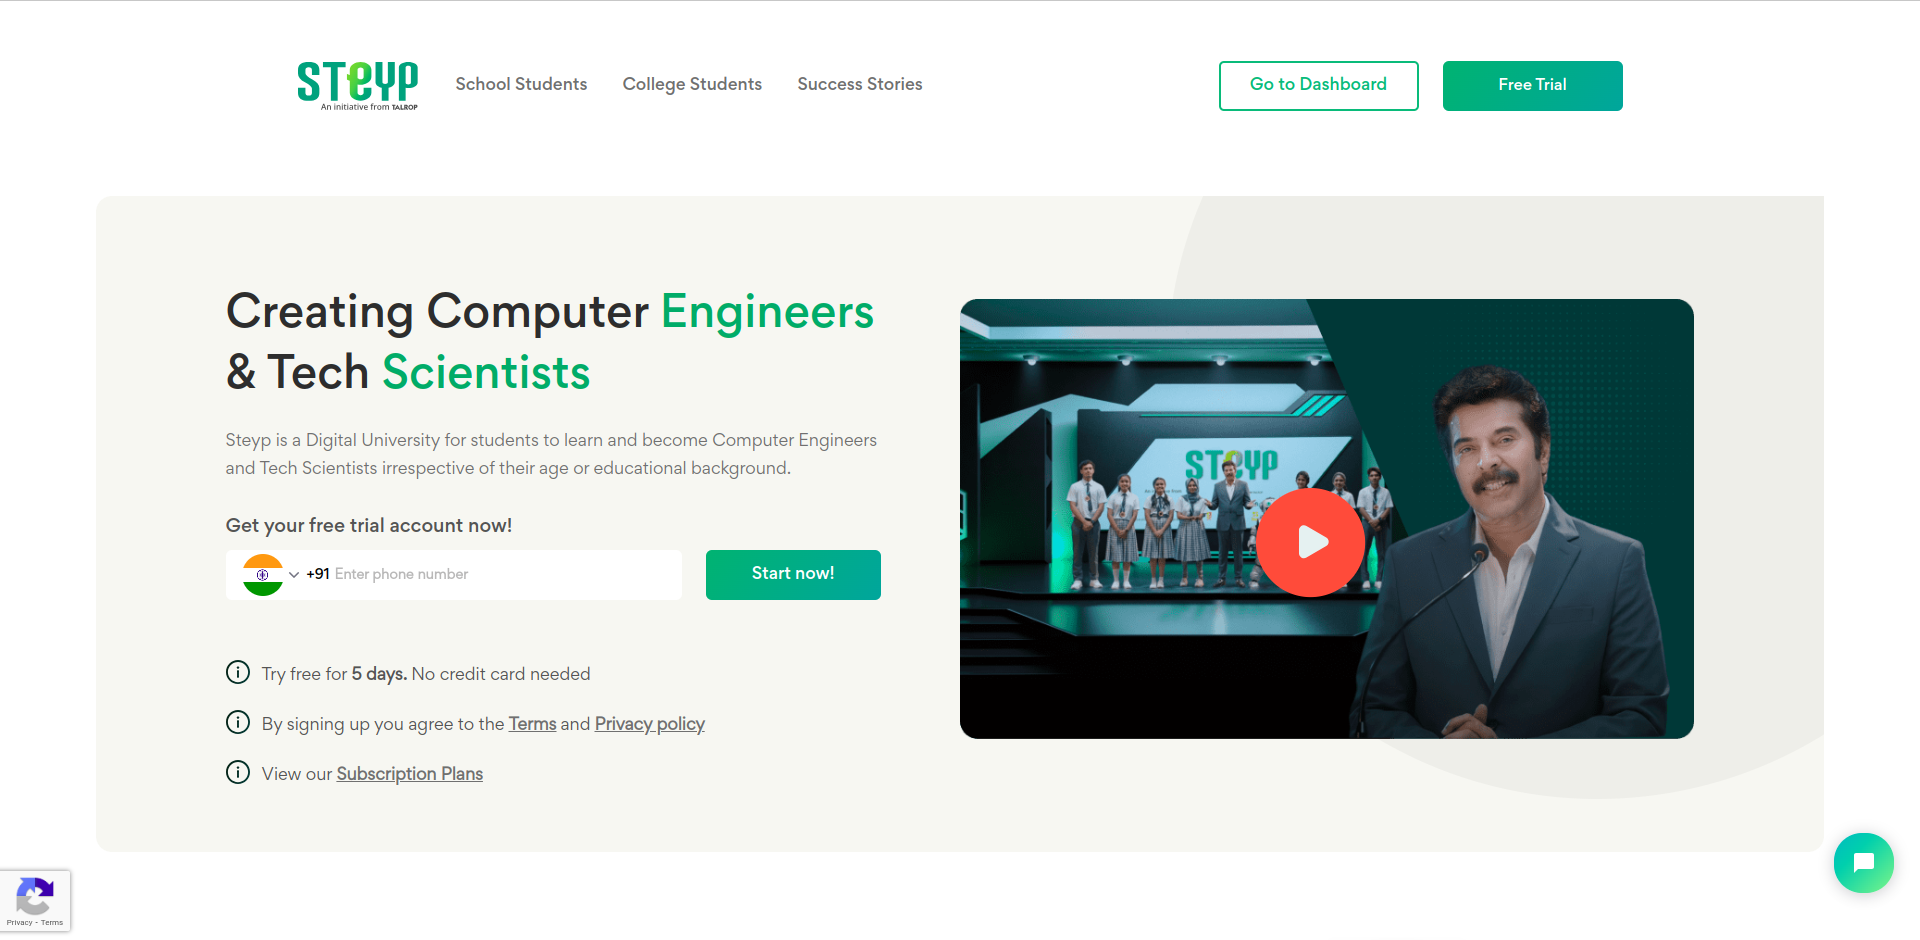 STEYP
An initiative from TALROP
School Students
College Students
Success Stories
Go to Dashboard
Free Trial
Creating Computer Engineers
& Tech Scientists
Steyp is a Digital University for students to learn and become Computer Engineers
and Tech Scientists irrespective of their age or educational background.
Get your free trial account now!
+91 Enter phone number
Start now!
Try free for 5 days. No credit card needed
By signing up you agree to the Terms and Privacy policy
View our Subscription Plans
STEYP
Privacy - Terms